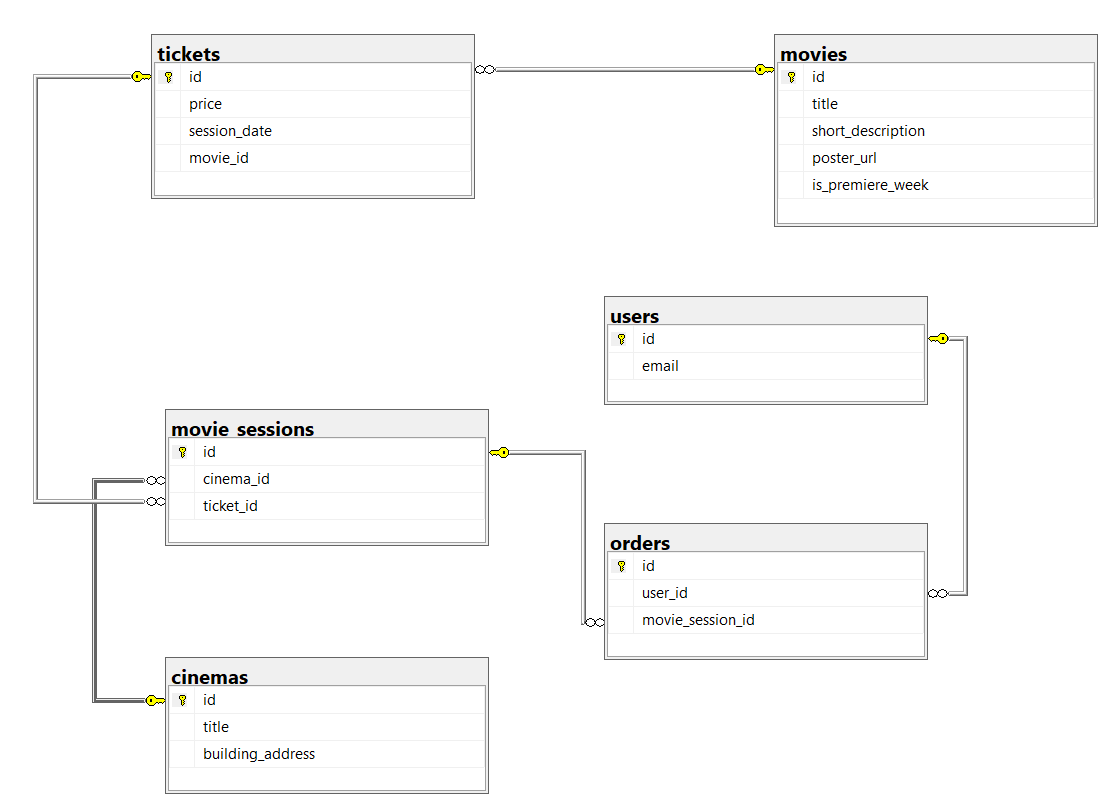 tickets
id
price
session_date
movie_id
movies
id
title
short_description
poster_url
is_premiere_week
users
id
email
movie_sessions
id
cinema_id
ticket_id
orders
id
user_id
movie_session_id
cinemas
id
title
building_address